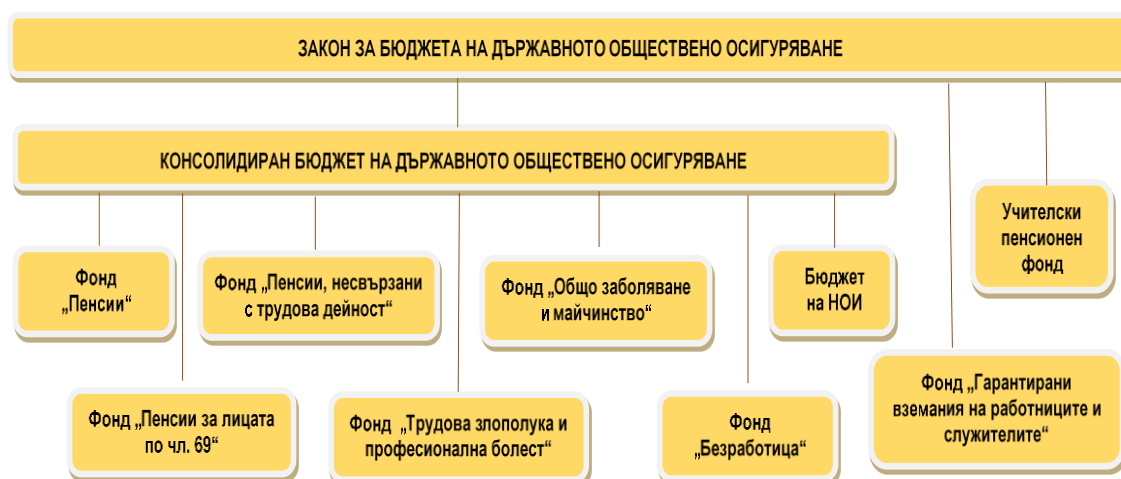 ЗАКОН ЗА БЮДЖЕТА НА ДЪРЖАВНОТО ОБЩЕСТВЕНО ОСИГУРЯВАНЕ
КОНСОЛИДИРАН БЮДЖЕТ НА ДЪРЖАВНОТО ОБЩЕСТВЕНО ОСИГУРЯВАНЕ
Учителски
пенсионен
фонд
Фонд
„Пенсии“
Фонд „Пенсии, несвързани
с трудова дейност“
Фонд „Общо заболяване
и майчинство“
Бюджет
на НОИ
Фонд „Пенсии за лицата
по чл. 69“
Фонд „Трудова злополука и
професионална болест“
Фонд
„Безработица“
Фонд „Гарантирани
вземания на работниците и
служителите“